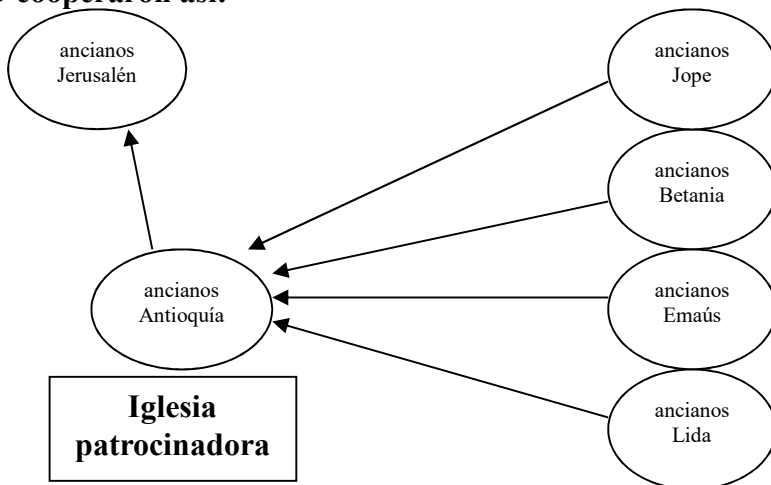 cooperaron así:
ancianos
Jerusalén
ancianos
Jope
ancianos
Betania
ancianos
Antioquía
ancianos
Emaús
Iglesia
patrocinadora
ancianos
Lida